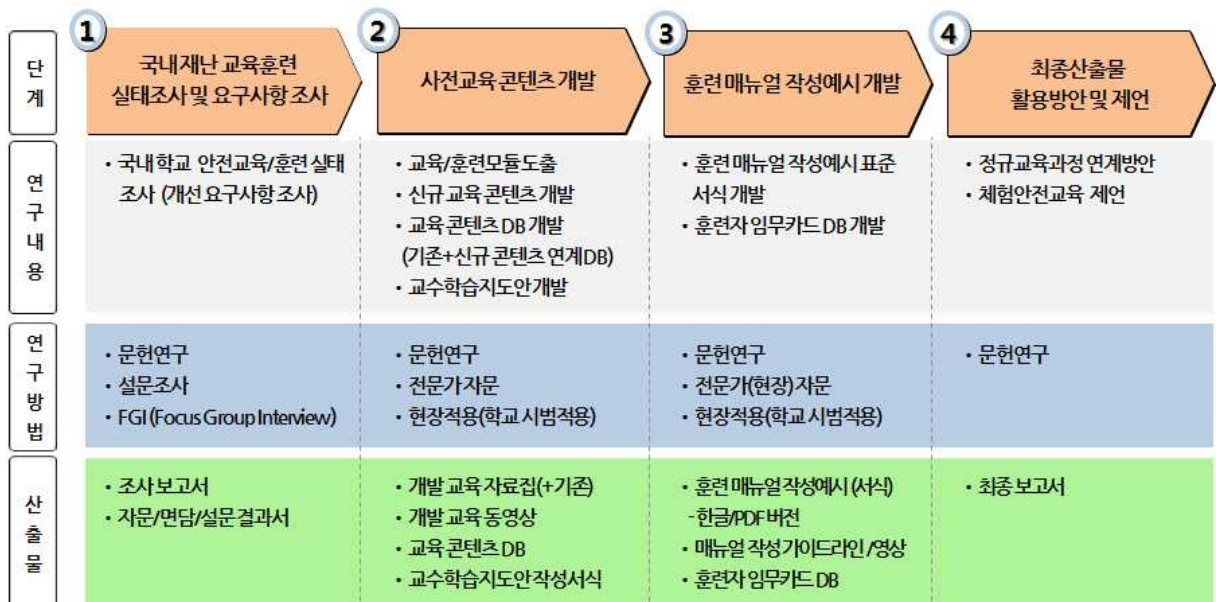 1
2
3
4
단계
국내 재난 교육훈련
실태조사 및 요구사항 조사
사전교육 콘텐츠 개발
훈련 매뉴얼 작성예시 개발
최종산출물
활용방안 및 제언
연구내용
• 국내 학교 안전교육/훈련 실태
조사 (개선 요구사항 조사)
• 교육/훈련모듈 도출
• 신규 교육 콘텐츠 개발
• 교육 콘텐츠 DB 개발
(기존+신규 콘텐츠 연계 DB)
• 교수학습지도안 개발
• 훈련 매뉴얼 작성예시 표준
서식 개발
• 훈련자 임무카드 DB 개발
• 정규교육과정 연계방안
• 체험안전교육 제언
연구방법
• 문헌연구
• 설문조사
• FGI (Focus Group Interview)
• 문헌연구
• 전문가 자문
• 현장적용(학교 시범적용)
• 문헌연구
• 전문가(현장) 자문
• 현장적용(학교 시범적용)
• 문헌연구
산출물
• 조사 보고서
• 자문/면담/설문 결과서
• 개발 교육 자료집(+기존)
• 개발 교육 동영상
• 교육 콘텐츠 DB
• 교수학습지도안 작성서식
• 훈련 매뉴얼 작성예시 (서식)
- 한글/PDF 버전
• 매뉴얼 작성 가이드라인 /영상
• 훈련자 임무카드 DB
• 최종 보고서